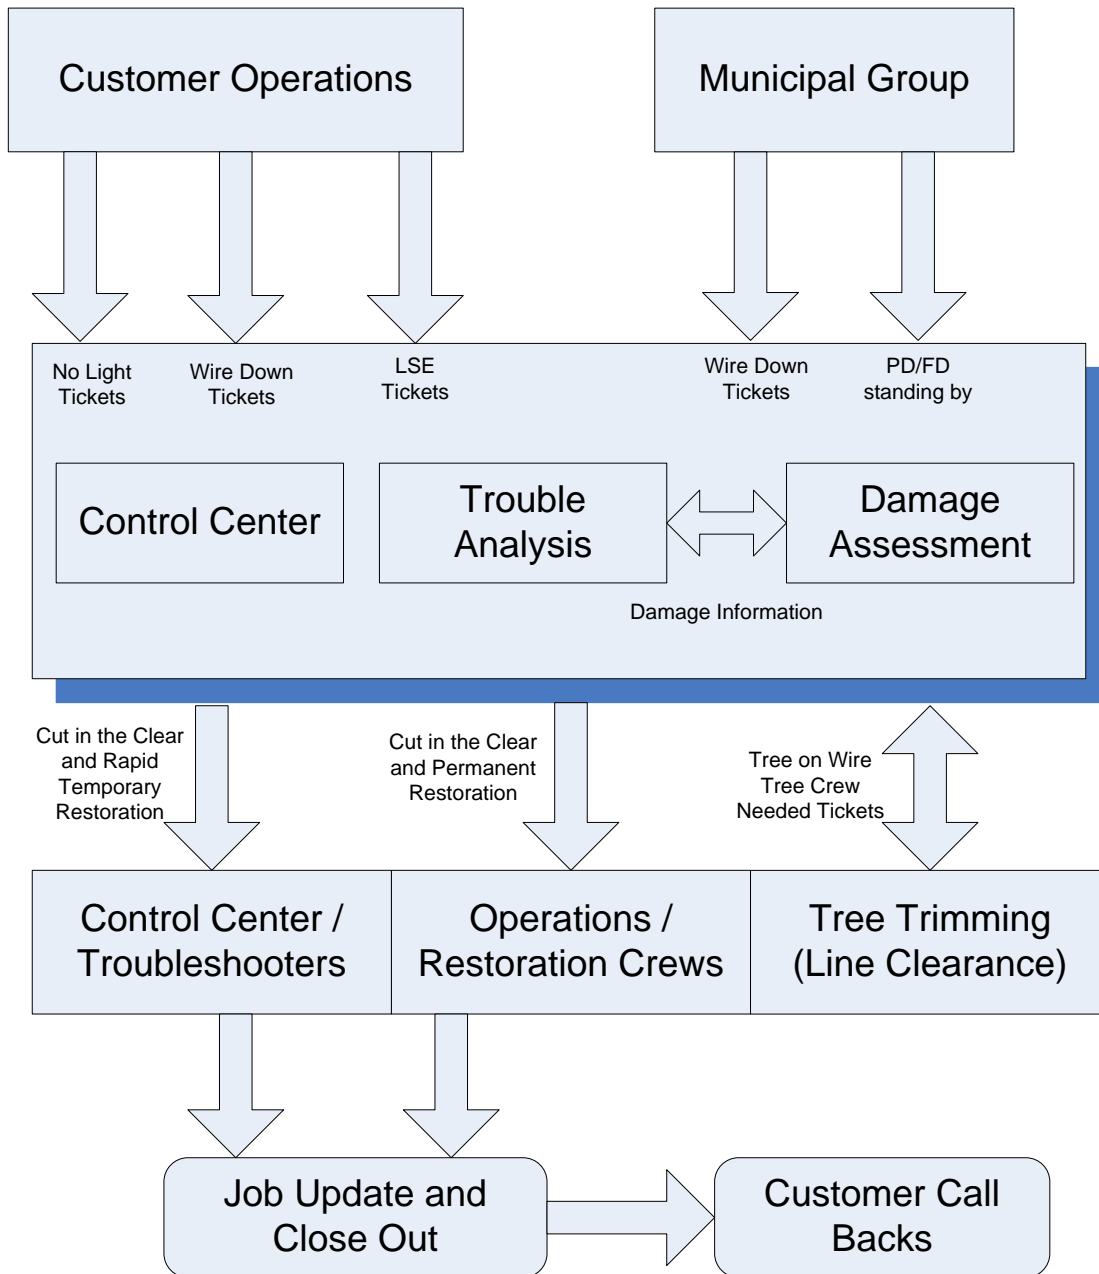 Customer Operations
Municipal Group
No Light
Tickets
Wire Down
Tickets
LSE
Tickets
Wire Down
Tickets
PD/FD
standing by
Control Center
Trouble
Analysis
Damage
Assessment
Damage Information
Cut in the Clear
and Rapid
Temporary
Restoration
Cut in the Clear
and Permanent
Restoration
Tree on Wire
Tree Crew
Needed Tickets
Control Center /
Troubleshooters
Operations /
Restoration Crews
Tree Trimming
(Line Clearance)
Job Update and
Close Out
Customer Call
Backs